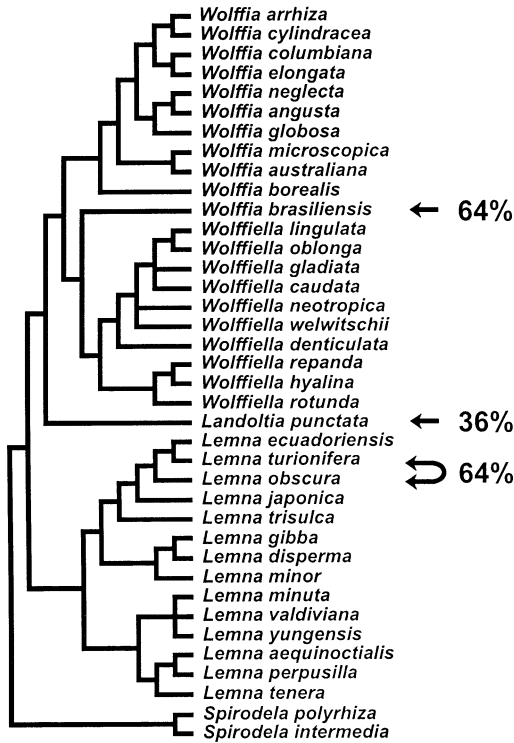 Wolffia arrhiza
Wolffia cylindracea
Wolffia columbiana
Wolffia elongata
Wolffia neglecta
Wolffia angusta
Wolffia globosa
Wolffia microscopica
Wolffia australiana
Wolffia borealis
Wolffia brasiliensis 64%
Wolffiella lingulata
Wolffiella oblonga
Wolffiella gladiata
Wolffiella caudata
Wolffiella neotropica
Wolffiella welwitschii
Wolffiella denticulata
Wolffiella repanda
Wolffiella hyalina
Wolffiella rotunda
Landoltia punctata 36%
Lemna ecuadoriensis
Lemna turionifera
Lemna obscura 64%
Lemna japonica
Lemna trisulca
Lemna gibba
Lemna disperma
Lemna minor
Lemna minuta
Lemna valdiviana
Lemna yungensis
Lemna aequinoctialis
Lemna perpusilla
Lemna tenera
Spirodela polyrhiza
Spirodela intermedia